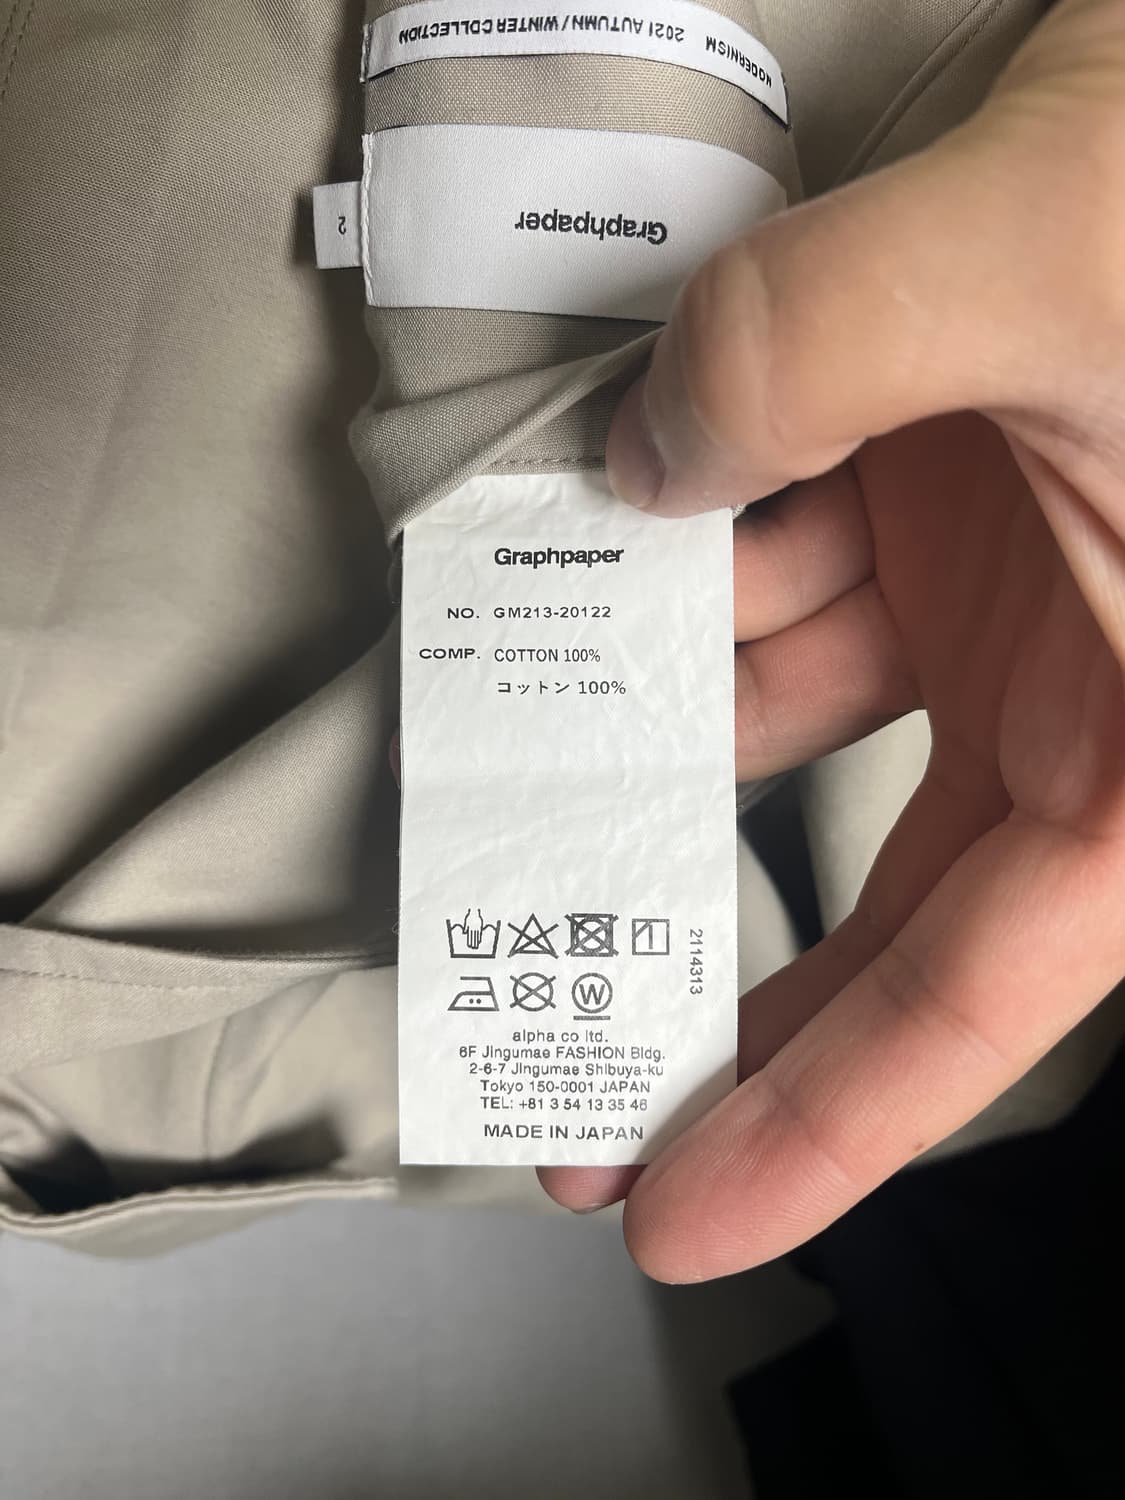 MODERNISM 2021 AUTUMN / WINTER COLLECTION
Graphpaper
2
Graphpaper
NO. GM213-20122
COMP. COTTON 100%
コットン 100%
W
2114313
alpha co ltd.
6F Jingumae FASHION Bldg.
2-6-7 Jingumae Shibuya-ku
Tokyo 150-0001 JAPAN
TEL: +81 3 54 13 35 46
MADE IN JAPAN